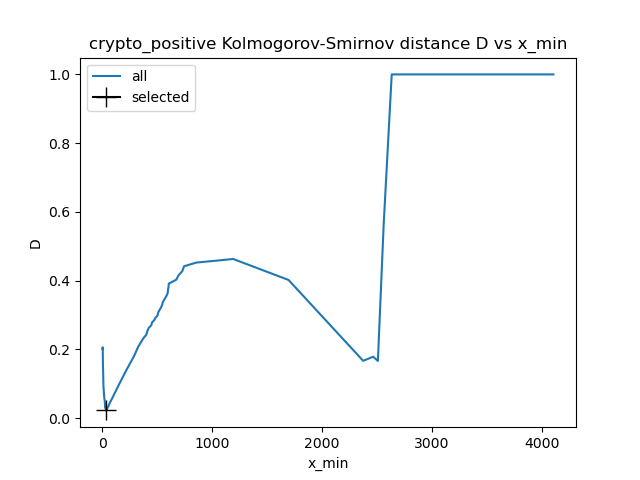 crypto_positive Kolmogorov-Smirnov distance D vs x_min
all
selected
1.0
0.8
0.6
0.4
0.2
0.0
D
0
1000
2000
3000
4000
x_min